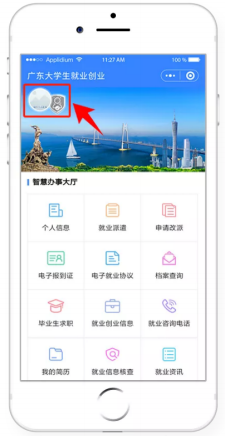 ●●●○○ Applidium 11:27 AM 100 %
广东大学生就业创业
智慧办事大厅
个人信息 就业派遣 申请改派
电子报到证 电子就业协议 档案查询
毕业生求职 就业创业信息 就业咨询电话
我的简历 就业信息核查 就业资讯